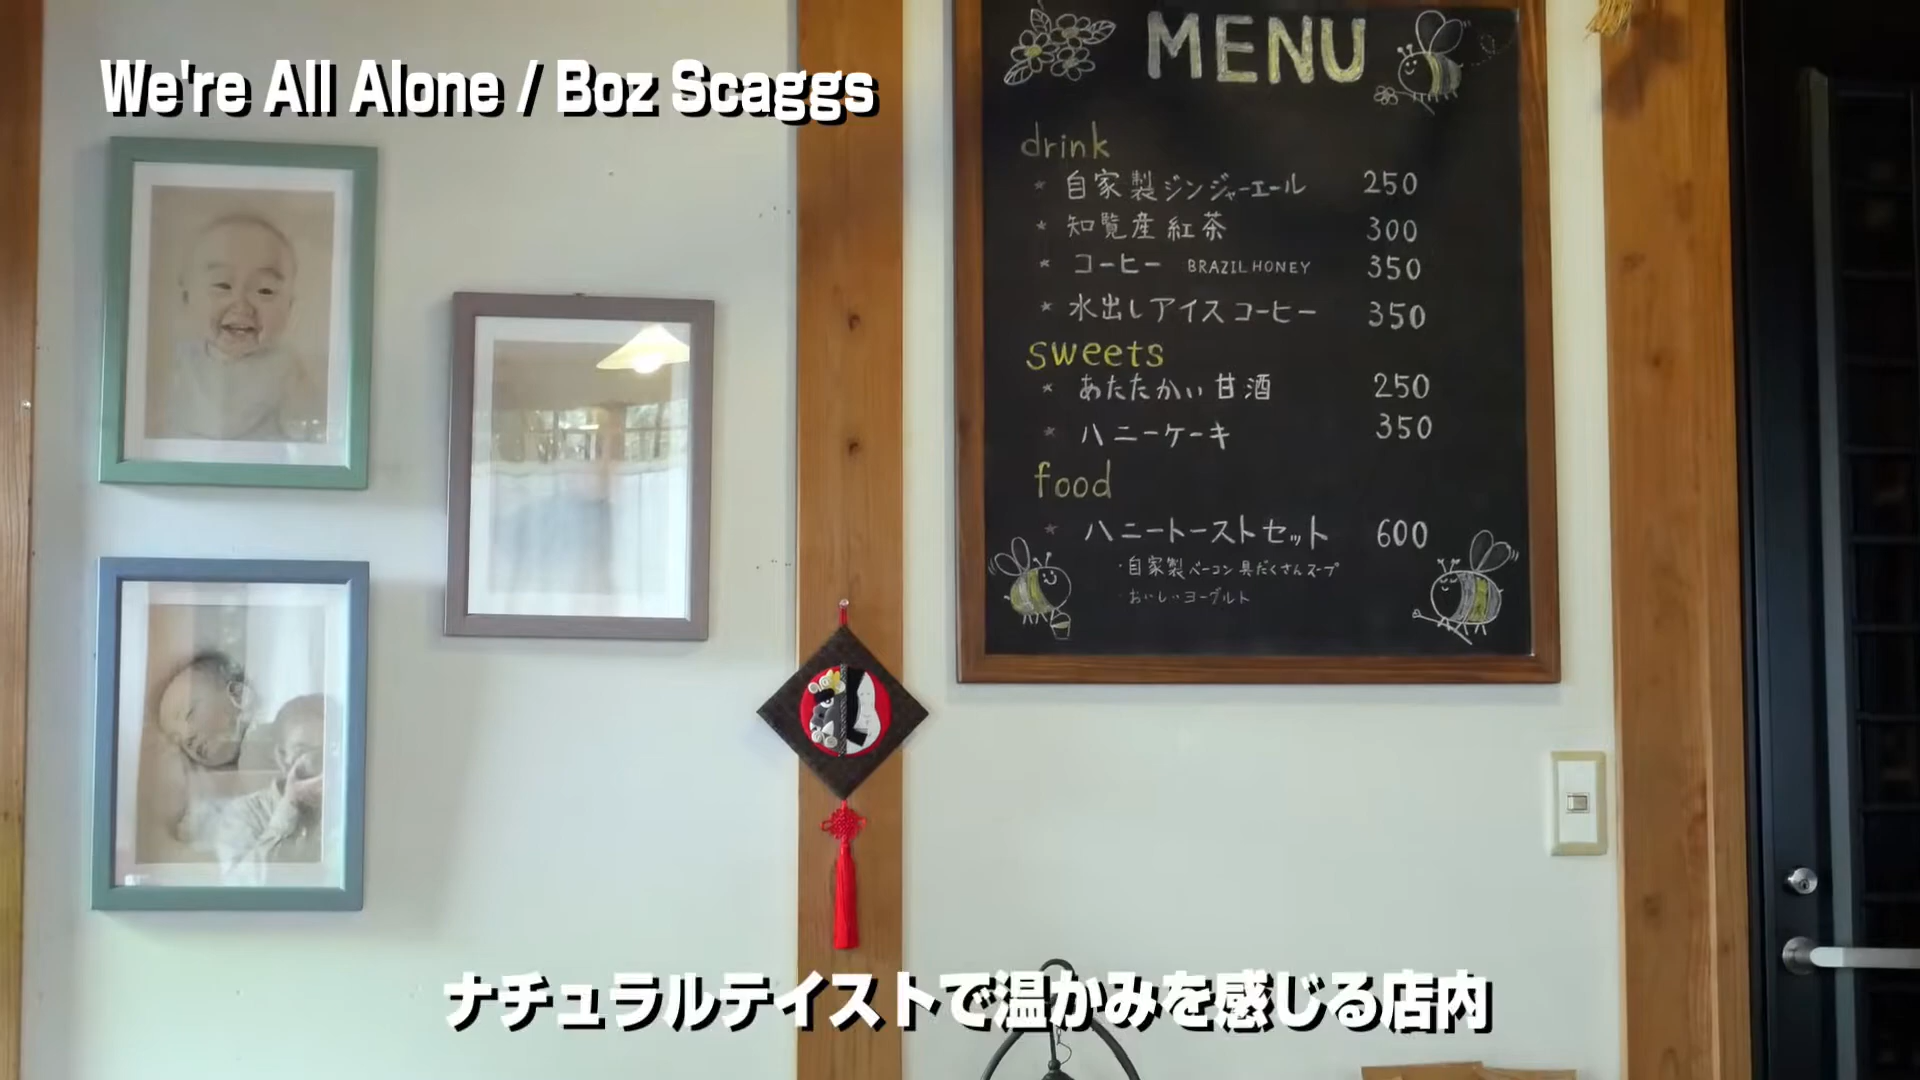 We're All Alone / Boz Scaggs
MENU
drink
* 自家製ジンジャーエール 250
* 知覧産紅茶 300
* コーヒー BRAZIL HONEY 350
* 水出しアイスコーヒー 350
sweets
* あたたかい甘酒 250
* ハニーケーキ 350
food
* ハニートーストセット 600
・自家製ベーコン具だくさんスープ
・おいしいヨーグルト
ナチュラルテイストで温かみを感じる店内